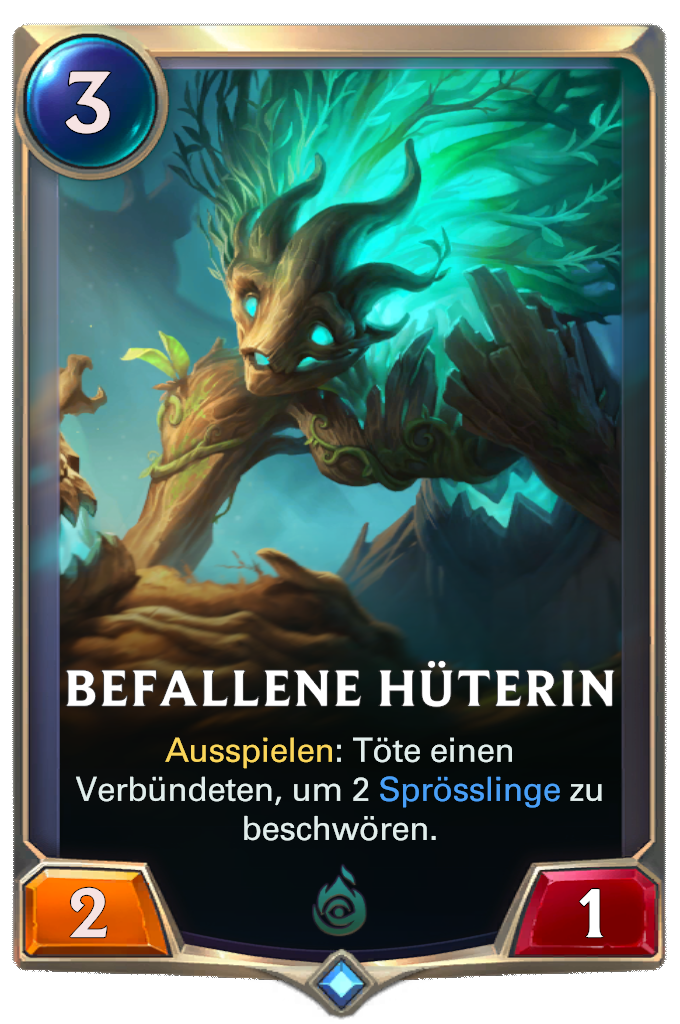 3
BEFALLENE HÜTERIN
Ausspielen: Töte einen
Verbündeten, um 2 Sprösslinge zu
beschwören.
2
1